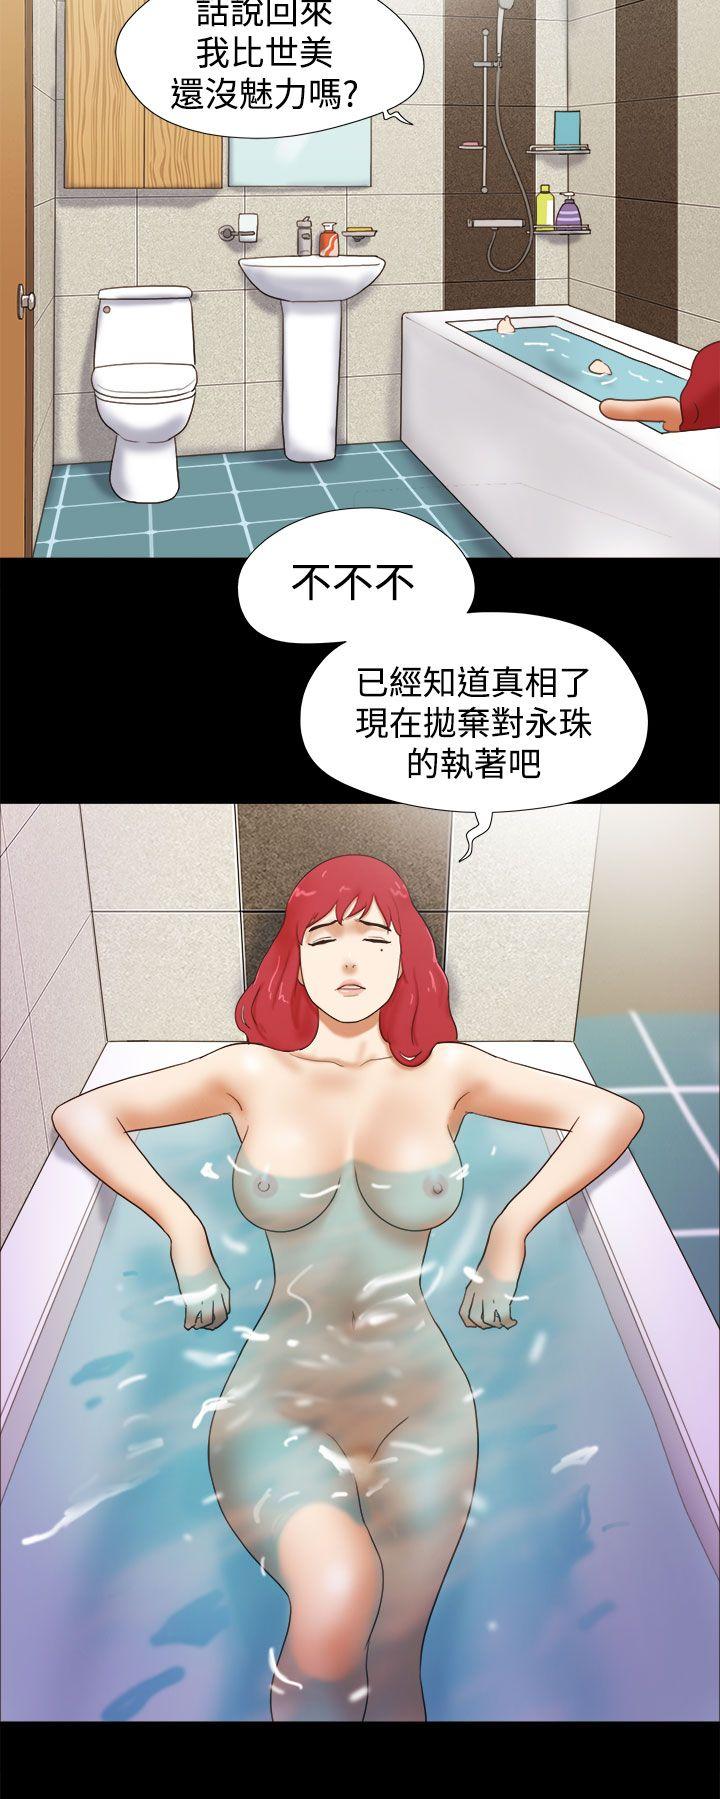 話說回來
我比世美
還沒魅力嗎?
不不不
已經知道真相了
現在拋棄對永珠
的執著吧